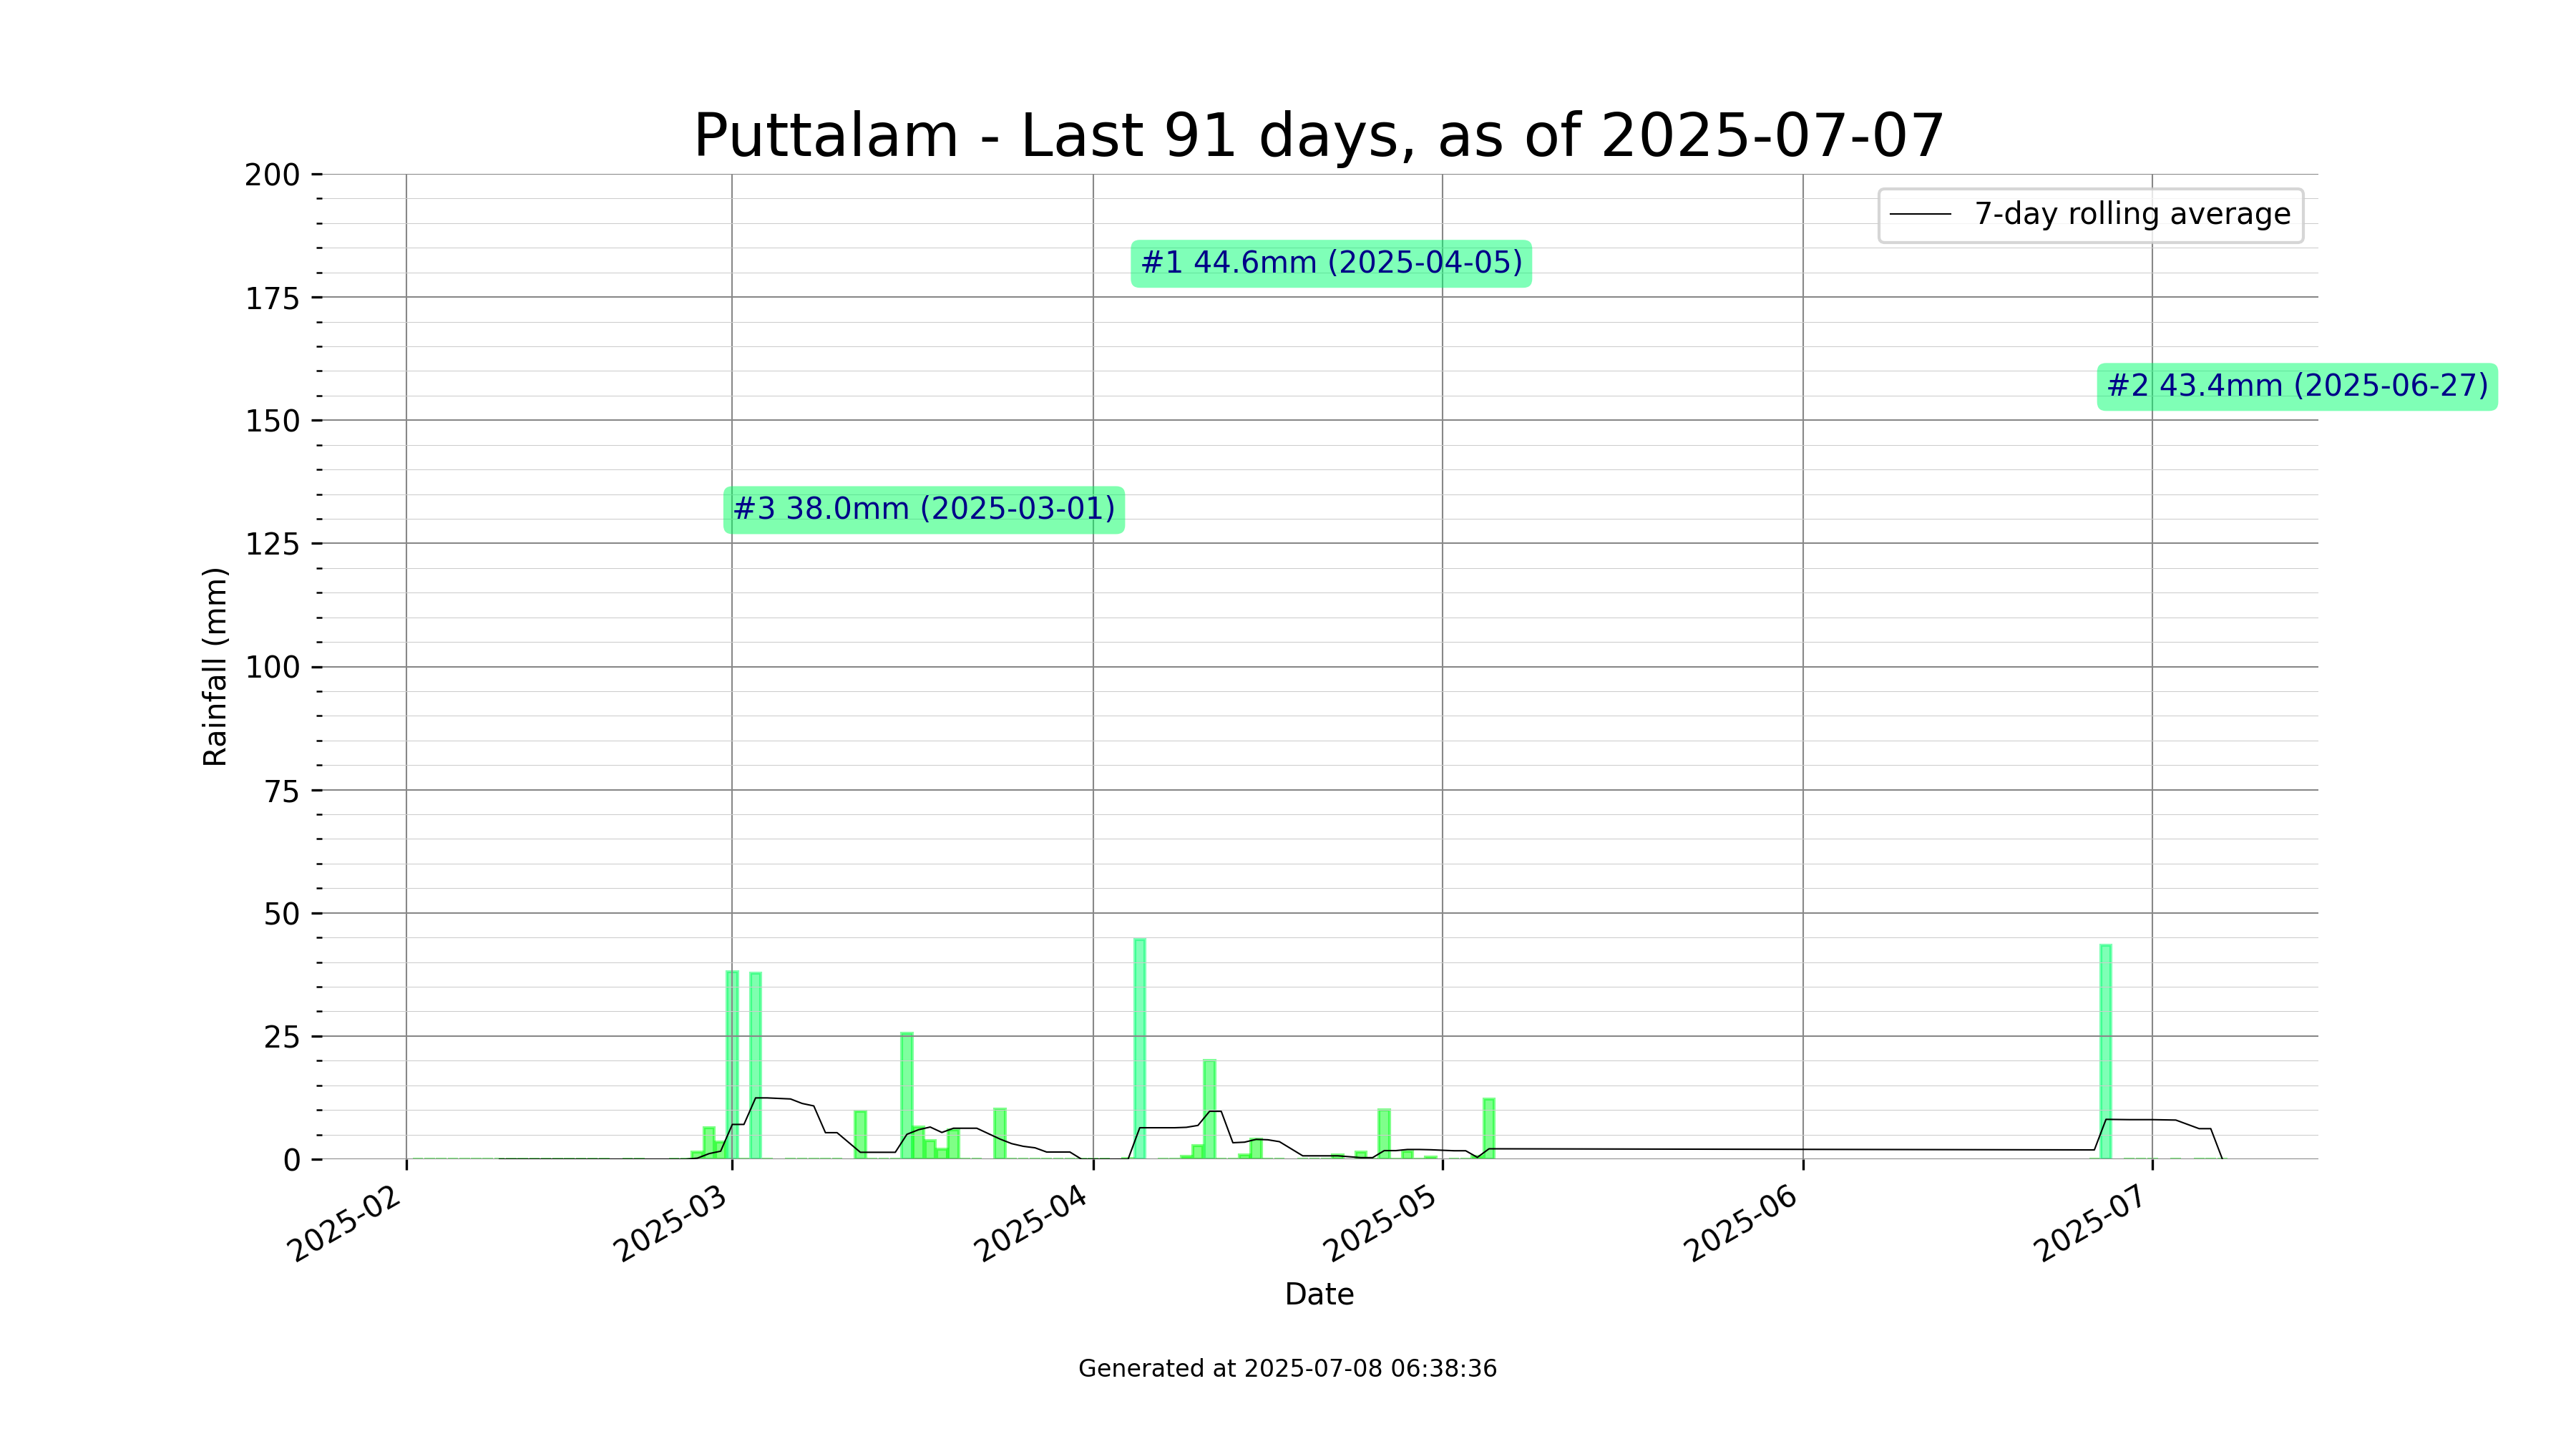 Puttalam - Last 91 days, as of 2025-07-07
200
175
150
125
100
75
50
25
0
Rainfall (mm)
7-day rolling average
#1 44.6mm (2025-04-05)
#2 43.4mm (2025-06-27)
#3 38.0mm (2025-03-01)
2025-02
2025-03
2025-04
2025-05
2025-06
2025-07
Date
Generated at 2025-07-08 06:38:36